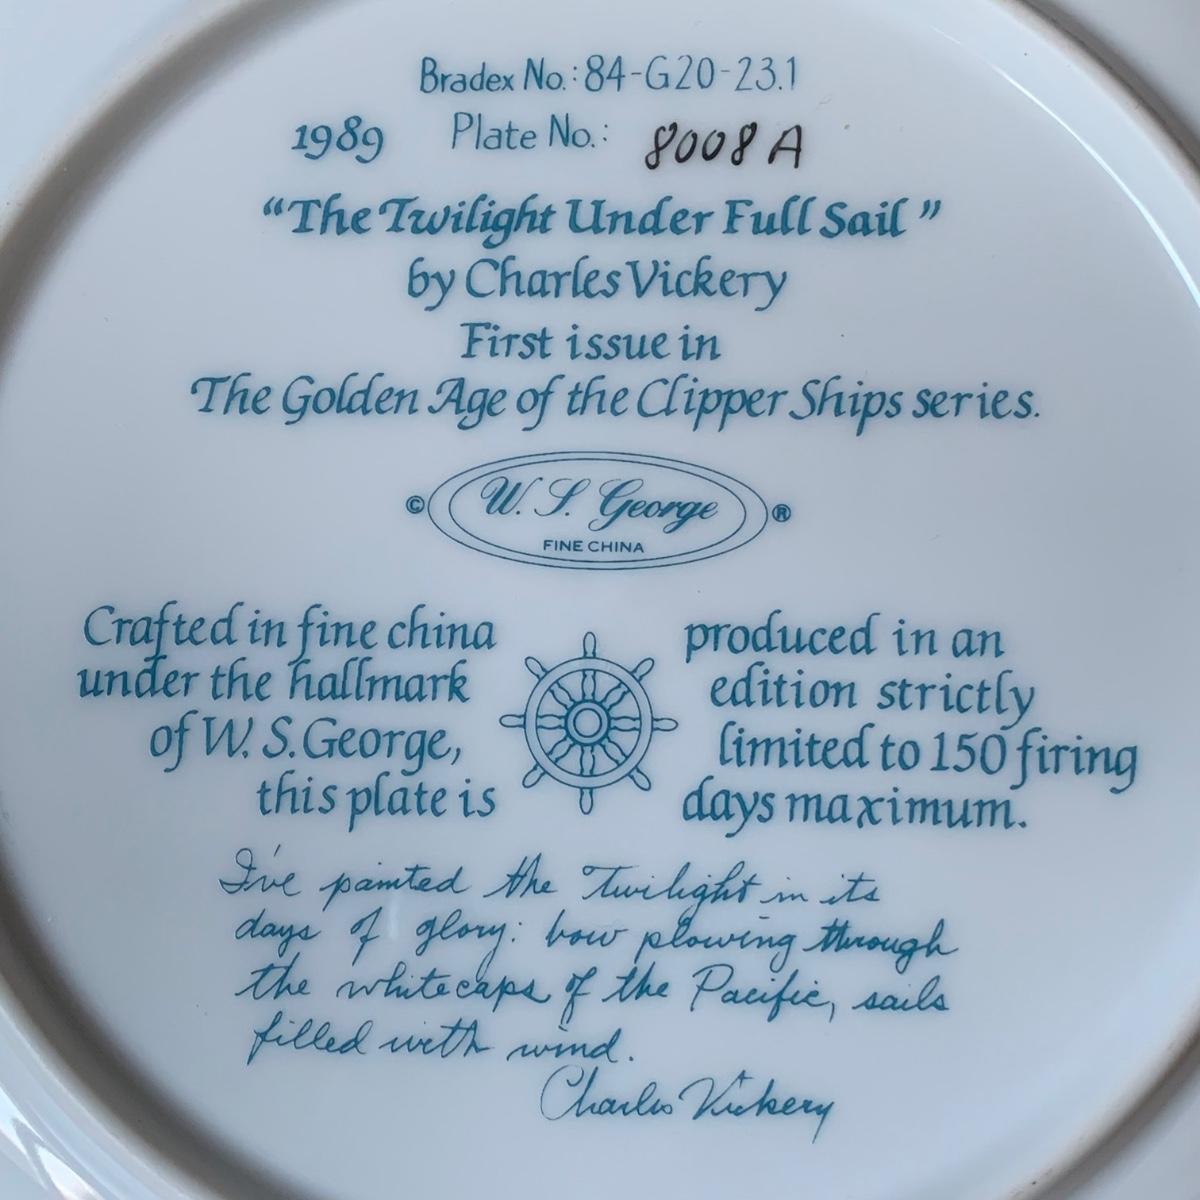 Bradex No.: 84-G20-23.1
1989 Plate No.: 8008A
“The Twilight Under Full Sail”
by Charles Vickery
First issue in
The Golden Age of the Clipper Ships series.
© W. S. George ®
FINE CHINA
Crafted in fine china
under the hallmark
of W. S. George,
this plate is
produced in an
edition strictly
limited to 150 firing
days maximum.
I've painted the Twilight in its
days of glory: bow plowing through
the whitecaps of the Pacific, sails
filled with wind.
Charles Vickery